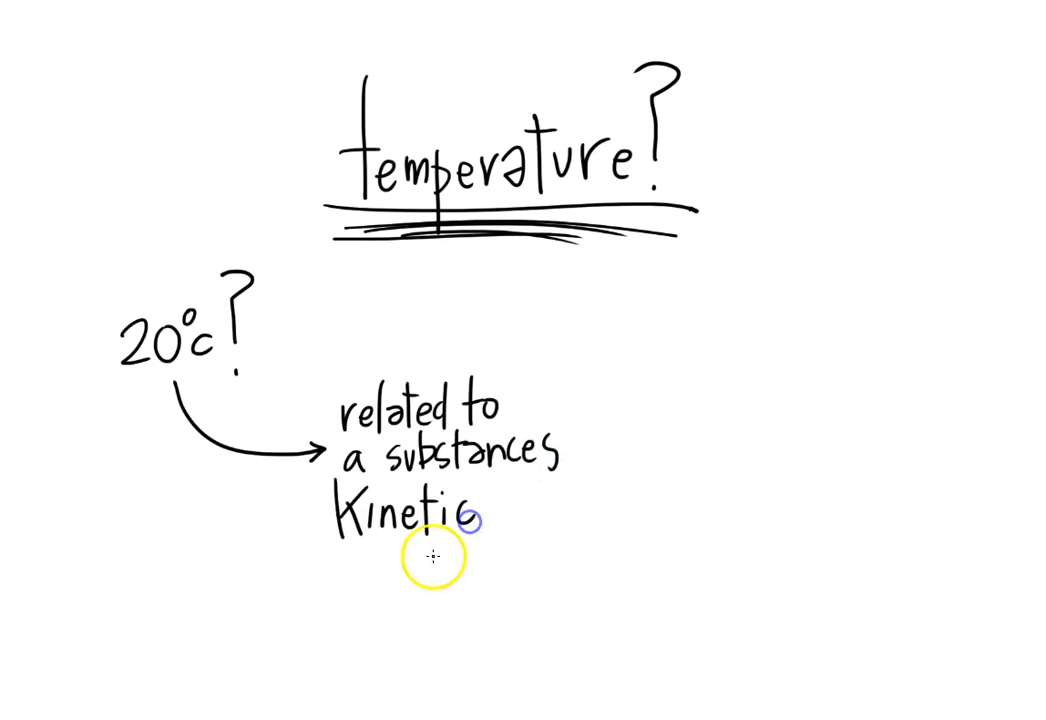 temperature?
20°c?
related to
a substances
Kinetic